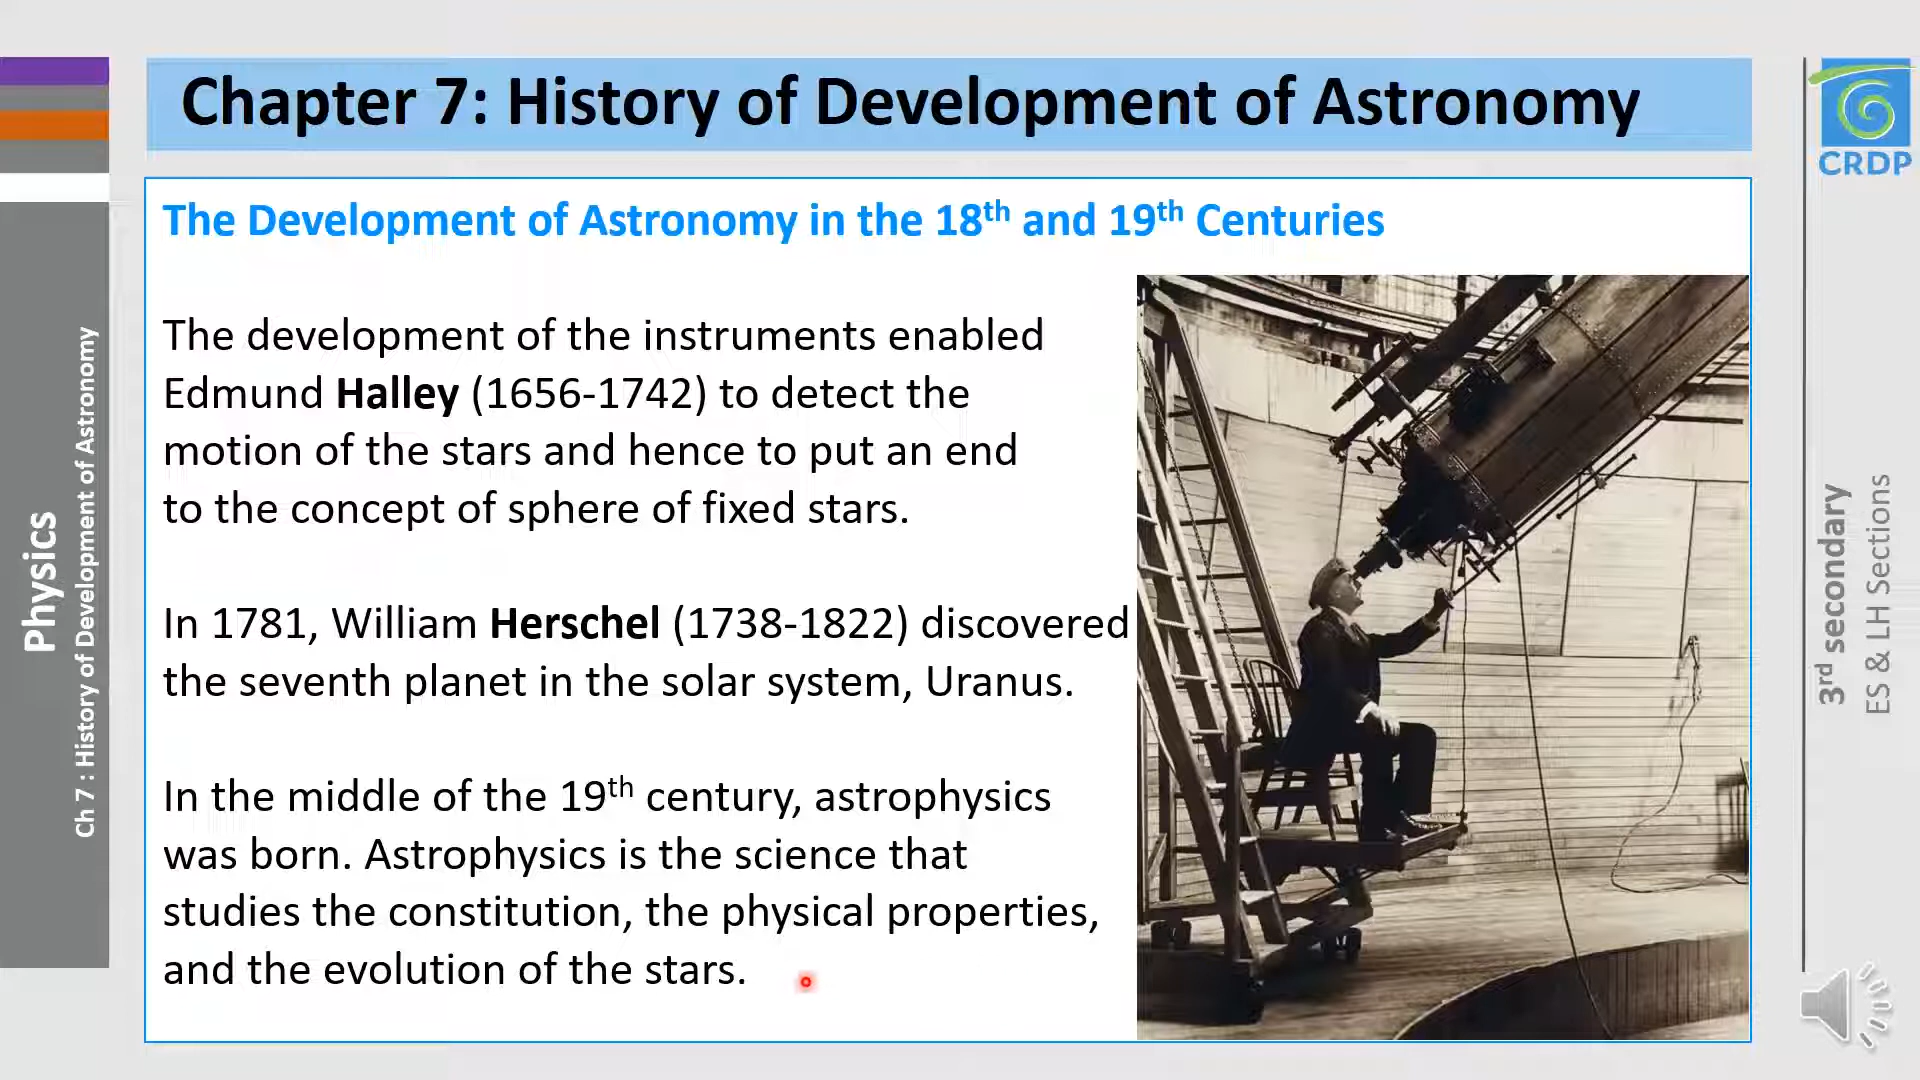 Chapter 7: History of Development of Astronomy
CRDP
The Development of Astronomy in the 18th and 19th Centuries
The development of the instruments enabled
Edmund Halley (1656-1742) to detect the
motion of the stars and hence to put an end
to the concept of sphere of fixed stars.
In 1781, William Herschel (1738-1822) discovered
the seventh planet in the solar system, Uranus.
In the middle of the 19th century, astrophysics
was born. Astrophysics is the science that
studies the constitution, the physical properties,
and the evolution of the stars.
Physics
Ch 7 : History of Development of Astronomy
3rd secondary
ES & LH Sections